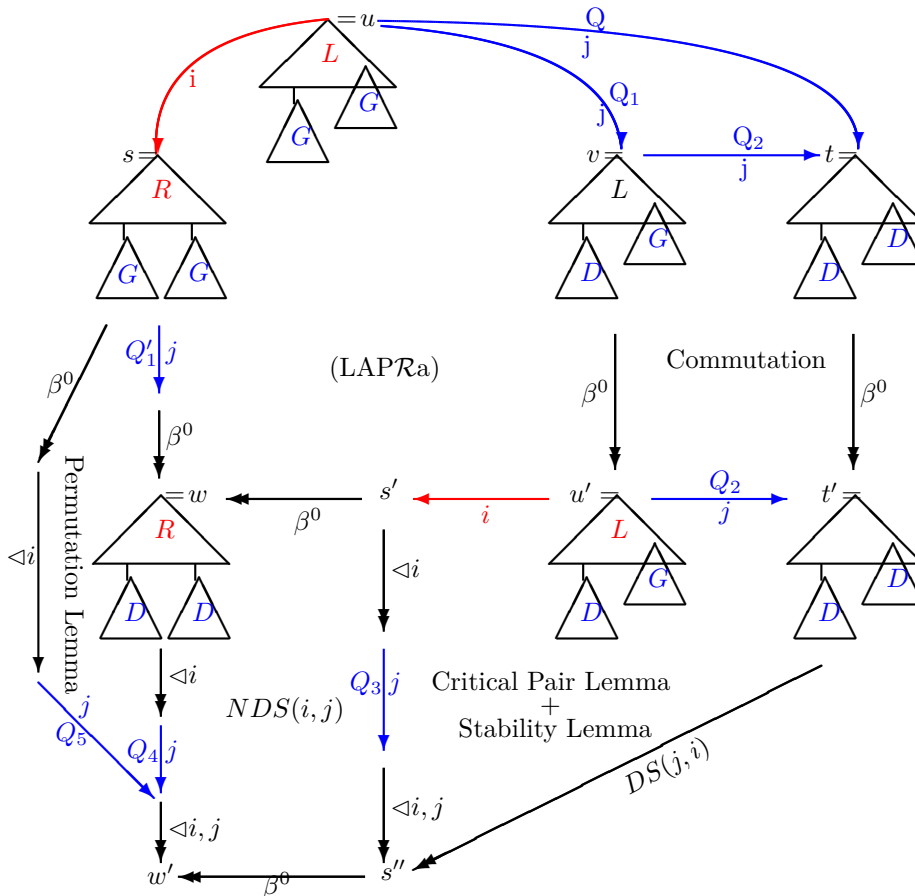 = u
Q
j
L
i
G
G
Q₁
j
s =
R
G
G
v =
L
D
G
Q₂
j
t =
D
D
β⁰
Q′₁ j
(LAPRa)
β⁰
β⁰
Commutation
β⁰
Permutation Lemma
◁i
= w
R
D
D
β⁰
s′
i
u′ =
L
D
G
Q₂
j
t′ =
D
D
◁i
◁i
j
Q₅
Q₄ j
NDS(i, j)
Q₃ j
Critical Pair Lemma
+
Stability Lemma
DS(j, i)
◁i, j
◁i, j
w′
β⁰
s′′